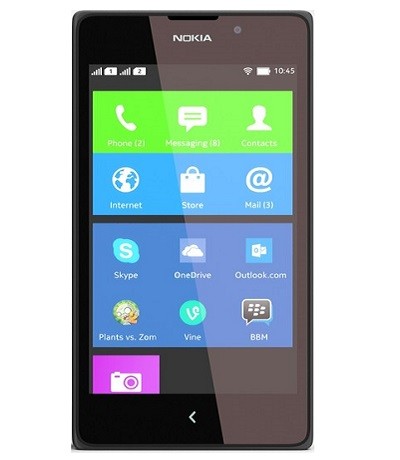 NOKIA
1 2 10:45
Phone (2) Messaging (8) Contacts
Internet Store Mail (3)
Skype OneDrive Outlook.com
Plants vs. Zom Vine BBM